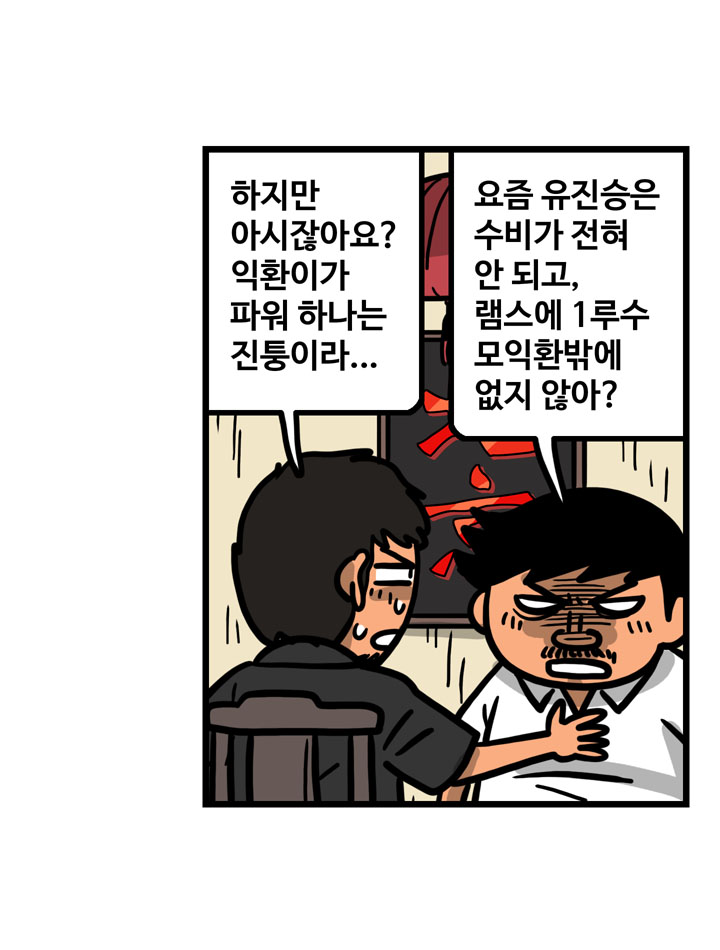 하지만
아시잖아요?
익환이가
파워 하나는
진퉁이라...
요즘 유진승은
수비가 전혀
안 되고,
램스에 1루수
모익환밖에
없지 않아?